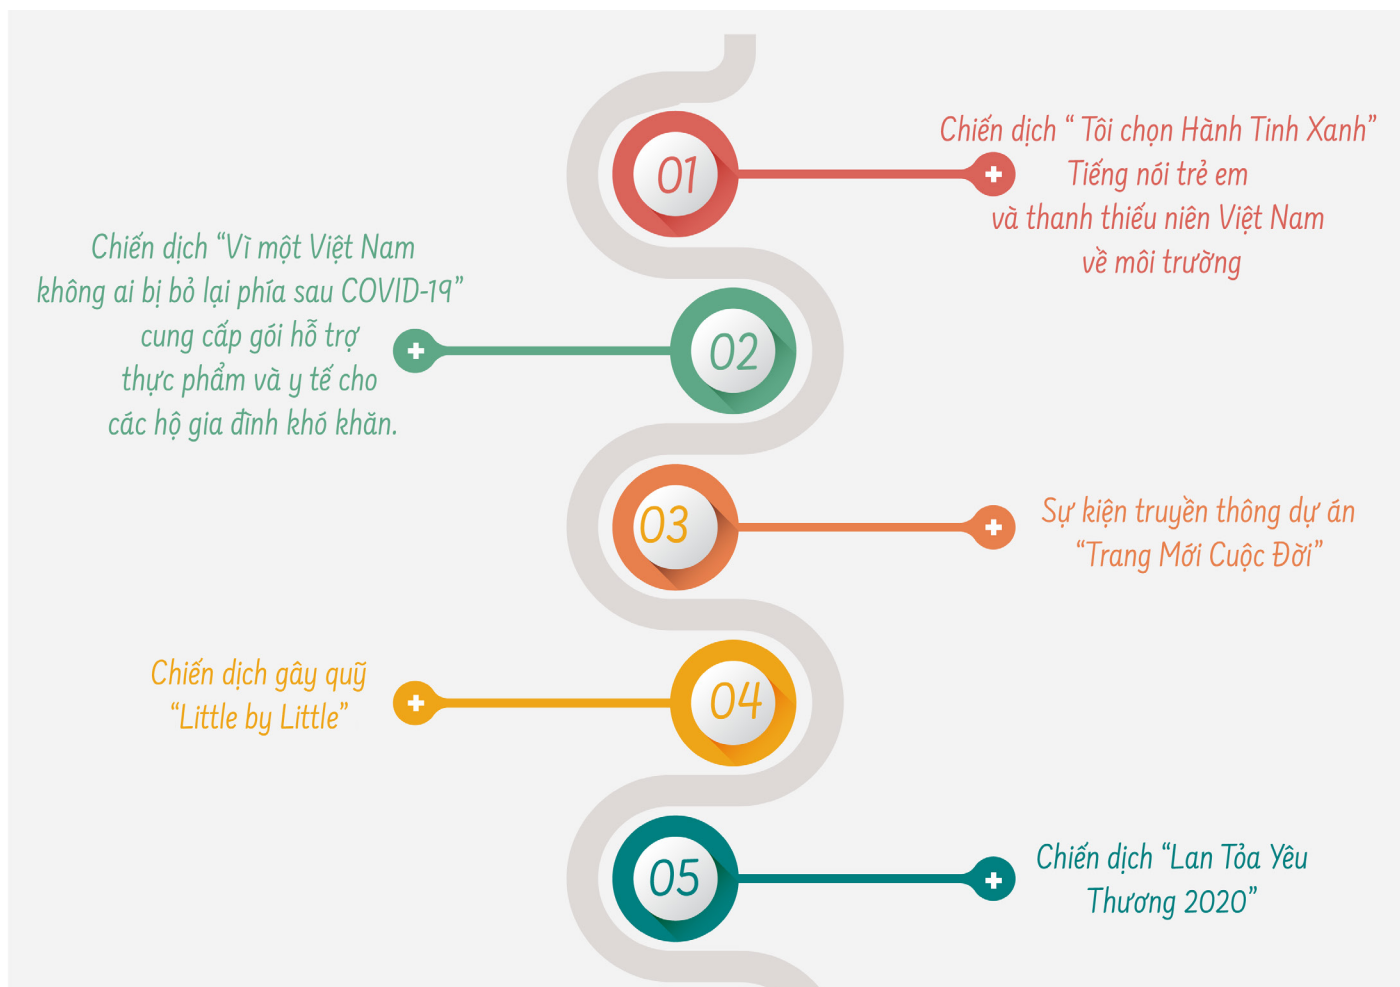 01
Chiến dịch “ Tôi chọn Hành Tinh Xanh”
Tiếng nói trẻ em
và thanh thiếu niên Việt Nam
về môi trường
Chiến dịch “Vì một Việt Nam
không ai bị bỏ lại phía sau COVID-19”
cung cấp gói hỗ trợ
thực phẩm và y tế cho
các hộ gia đình khó khăn.
02
03
Sự kiện truyền thông dự án
“Trang Mới Cuộc Đời”
Chiến dịch gây quỹ
“Little by Little”
04
05
Chiến dịch “Lan Tỏa Yêu
Thương 2020”